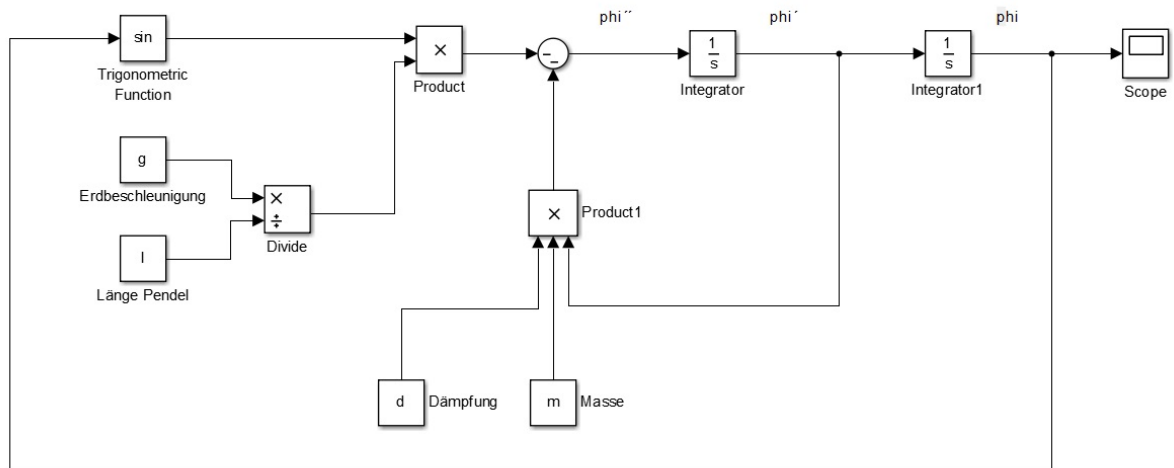 phi´´
phi´
phi
sin
×
1
s
1
s
Trigonometric
Function
Product
Integrator
Integrator1
Scope
g
Erdbeschleunigung
×
÷
Divide
×
Product1
l
Länge Pendel
d
Dämpfung
m
Masse